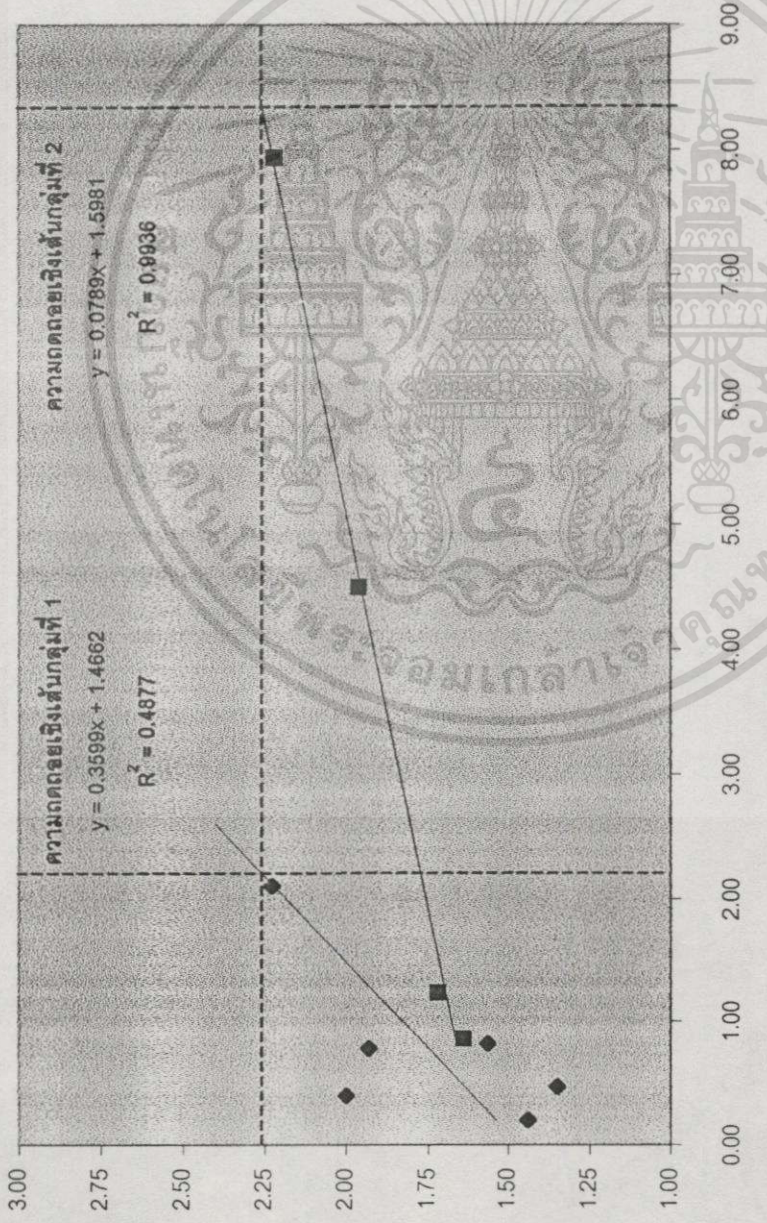 3.00
2.75
2.50
2.25
2.00
1.75
1.50
1.25
1.00
ความถดถอยเชิงเส้นกลุ่มที่ 1
y = 0.3599x + 1.4662
R² = 0.4877
ความถดถอยเชิงเส้นกลุ่มที่ 2
y = 0.0789x + 1.5981
R² = 0.9936
0.00 1.00 2.00 3.00 4.00 5.00 6.00 7.00 8.00 9.00